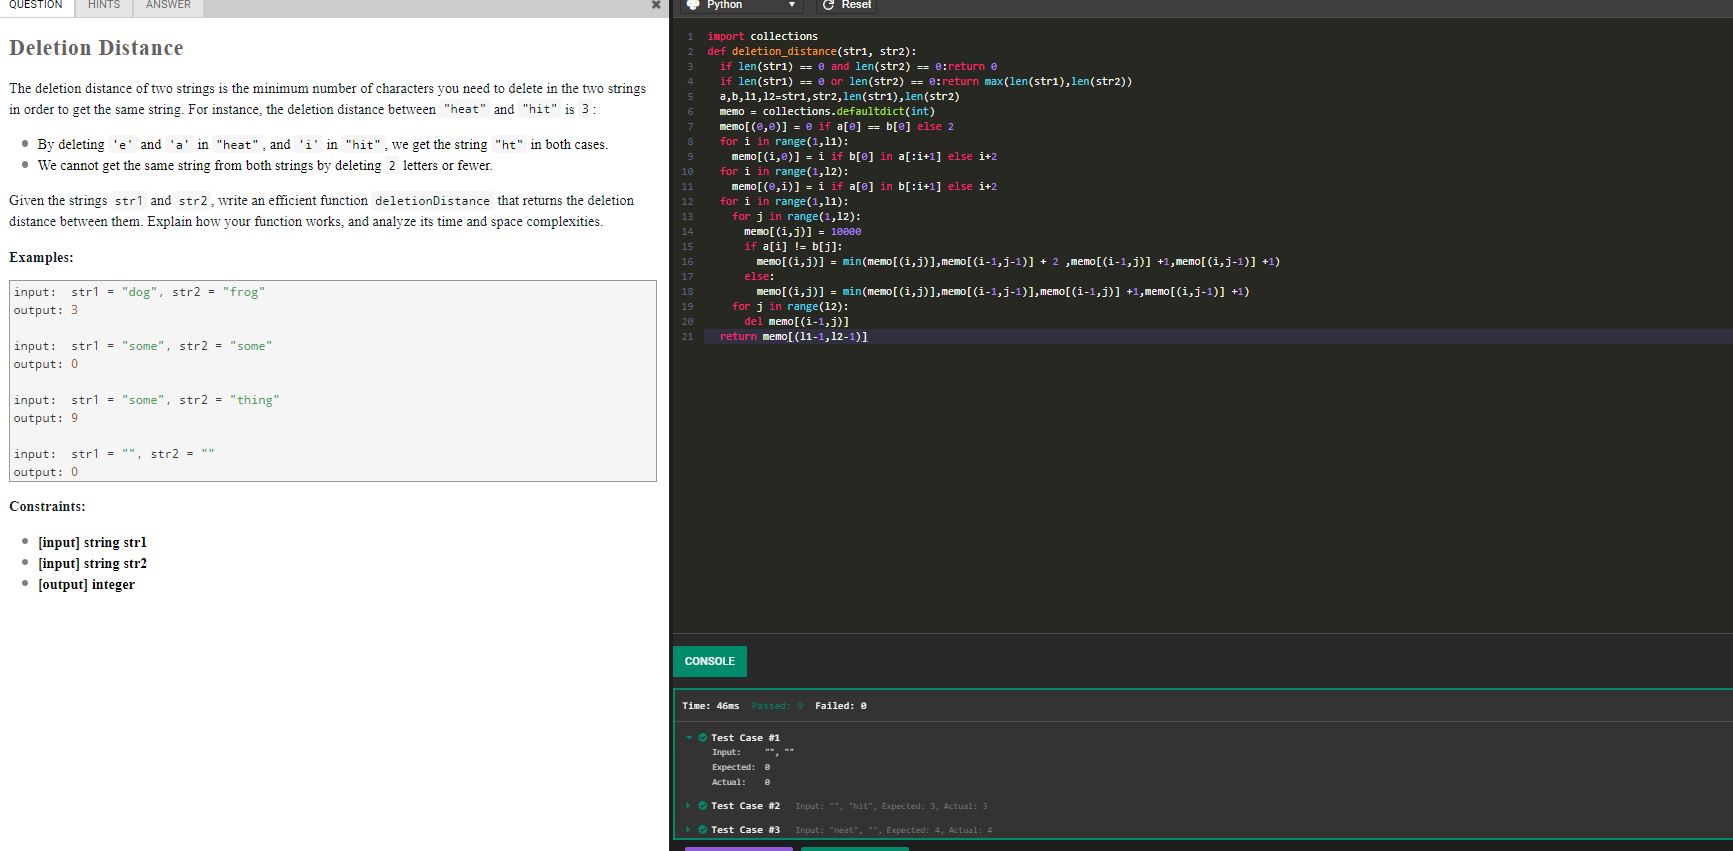 QUESTION HINTS ANSWER ✖
Deletion Distance
The deletion distance of two strings is the minimum number of characters you need to delete in the two strings
in order to get the same string. For instance, the deletion distance between "heat" and "hit" is 3:
By deleting 'e' and 'a' in "heat", and 'i' in "hit", we get the string "ht" in both cases.
We cannot get the same string from both strings by deleting 2 letters or fewer.
Given the strings str1 and str2, write an efficient function deletionDistance that returns the deletion
distance between them. Explain how your function works, and analyze its time and space complexities.
Examples:
input:  str1 = "dog", str2 = "frog"
output: 3
input:  str1 = "some", str2 = "some"
output: 0
input:  str1 = "some", str2 = "thing"
output: 9
input:  str1 = "", str2 = ""
output: 0
Constraints:
[input] string str1
[input] string str2
[output] integer
Python ▼ Reset
1 import collections
2 def deletion_distance(str1, str2):
3   if len(str1) == 0 and len(str2) == 0:return 0
4   if len(str1) == 0 or len(str2) == 0:return max(len(str1),len(str2))
5   a,b,l1,l2=str1,str2,len(str1),len(str2)
6   memo = collections.defaultdict(int)
7   memo[(0,0)] = 0 if a[0] == b[0] else 2
8   for i in range(1,l1):
9     memo[(i,0)] = i if b[0] in a[:i+1] else i+2
10   for i in range(1,l2):
11     memo[(0,i)] = i if a[0] in b[:i+1] else i+2
12   for i in range(1,l1):
13     for j in range(1,l2):
14       memo[(i,j)] = 10000
15       if a[i] != b[j]:
16         memo[(i,j)] = min(memo[(i,j)],memo[(i-1,j-1)] + 2 ,memo[(i-1,j)] +1,memo[(i,j-1)] +1)
17       else:
18         memo[(i,j)] = min(memo[(i,j)],memo[(i-1,j-1)],memo[(i-1,j)] +1,memo[(i,j-1)] +1)
19     for j in range(l2):
20       del memo[(i-1,j)]
21   return memo[(l1-1,l2-1)]
CONSOLE
Time: 46ms Passed: 9 Failed: 0
Test Case #1
Input: "", ""
Expected: 0
Actual: 0
Test Case #2 Input: "", "hit", Expected: 3, Actual: 3
Test Case #3 Input: "neat", "", Expected: 4, Actual: 4